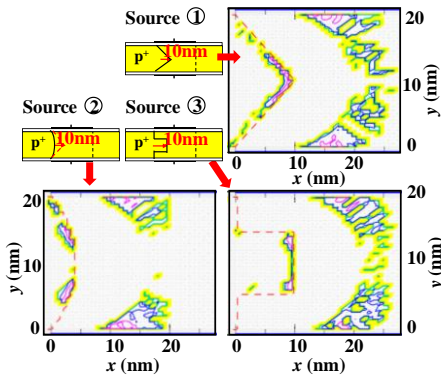 Source ①
p+ 10nm
Source ②
Source ③
p+ 10nm
p+ 10nm
20
10
0
y (nm)
0 10 20
x (nm)
20
10
0
y (nm)
0 10 20
x (nm)
20
10
0
y (nm)
0 10 20
x (nm)